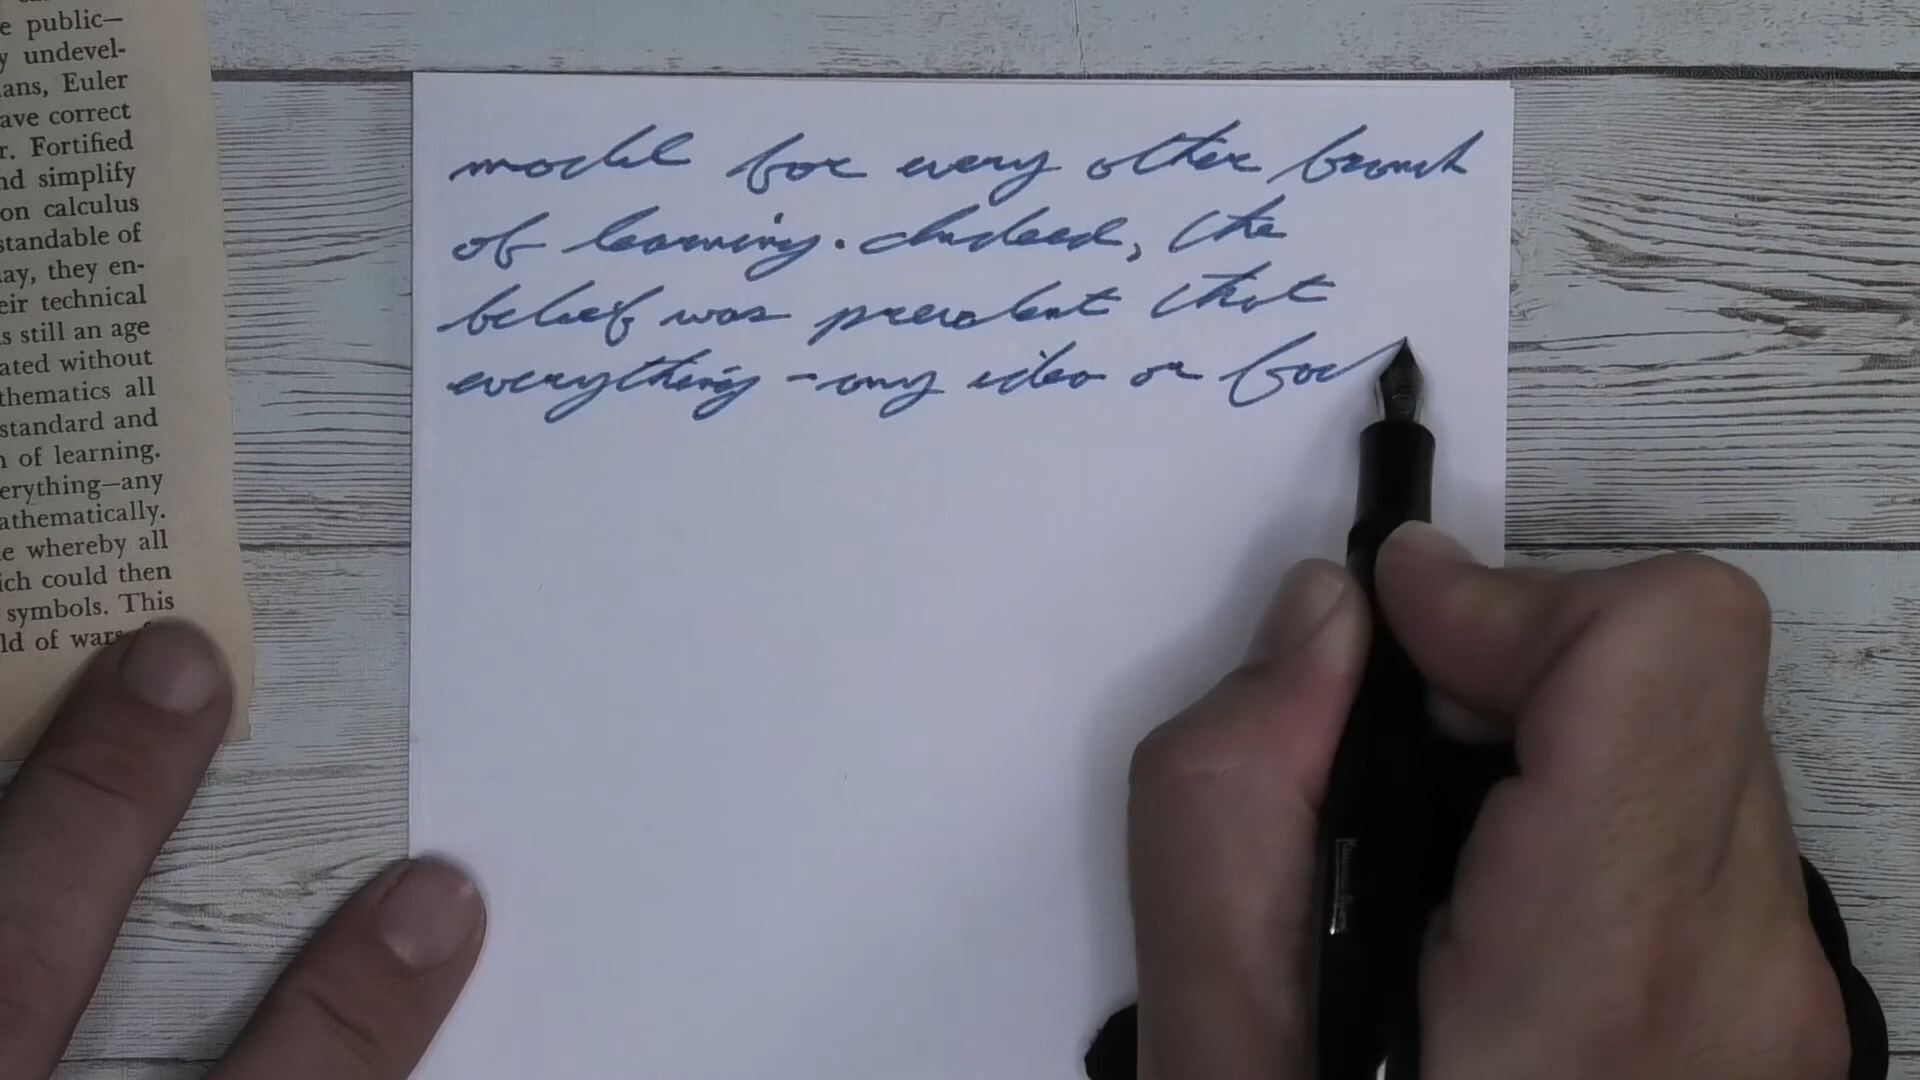 e public—
y undevel-
ans, Euler
ave correct
r. Fortified
nd simplify
on calculus
standable of
ay, they en-
eir technical
s still an age
ated without
thematics all
standard and
n of learning.
erything—any
athematically.
e whereby all
ich could then
symbols. This
ld of wars
model for every other branch
of learning. Indeed, the
belief was prevalent that
everything - any idea or fac